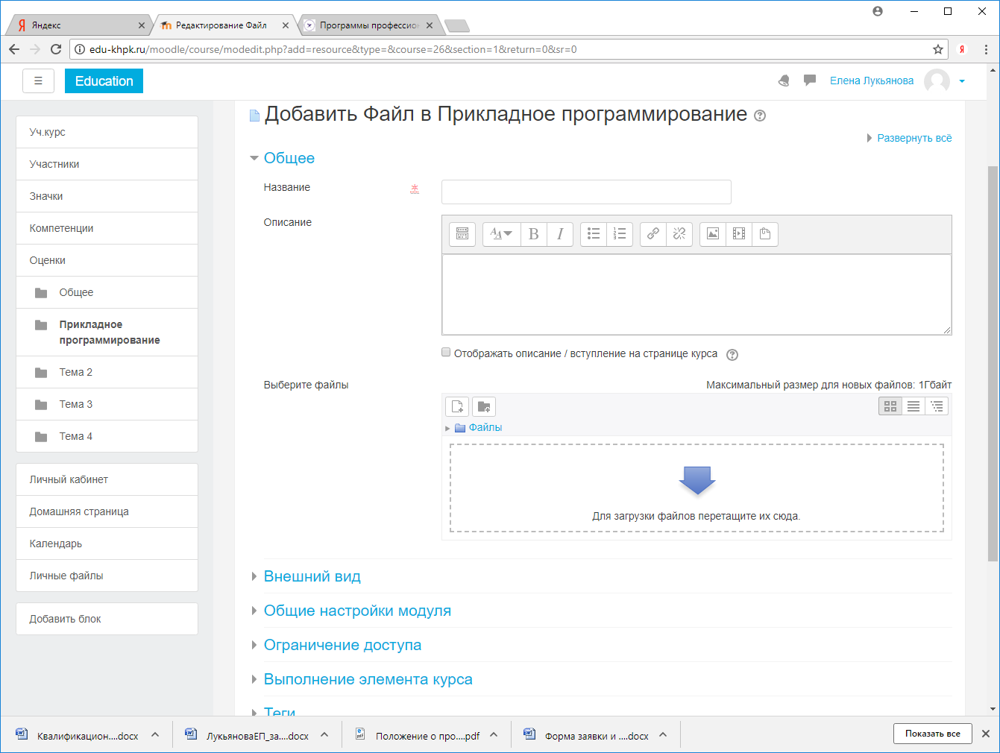 Яндекс
Редактирование Файл
Программы професси
edu-khpk.ru/moodle/course/modedit.php?add=resource&type=&course=26&section=1&return=0&sr=0
Education
Елена Лукьянова
Уч.курс
Участники
Значки
Компетенции
Оценки
Общее
Прикладное
программирование
Тема 2
Тема 3
Тема 4
Личный кабинет
Домашняя страница
Календарь
Личные файлы
Добавить блок
Добавить Файл в Прикладное программирование
Развернуть всё
Общее
Название
Описание
Отображать описание / вступление на странице курса
Выберите файлы
Максимальный размер для новых файлов: 1Гбайт
Файлы
Для загрузки файлов перетащите их сюда.
Внешний вид
Общие настройки модуля
Ограничение доступа
Выполнение элемента курса
Теги
Квалификацион....docx
ЛукьяноваЕП_за....docx
Положение о про....pdf
Форма заявки и ....docx
Показать все